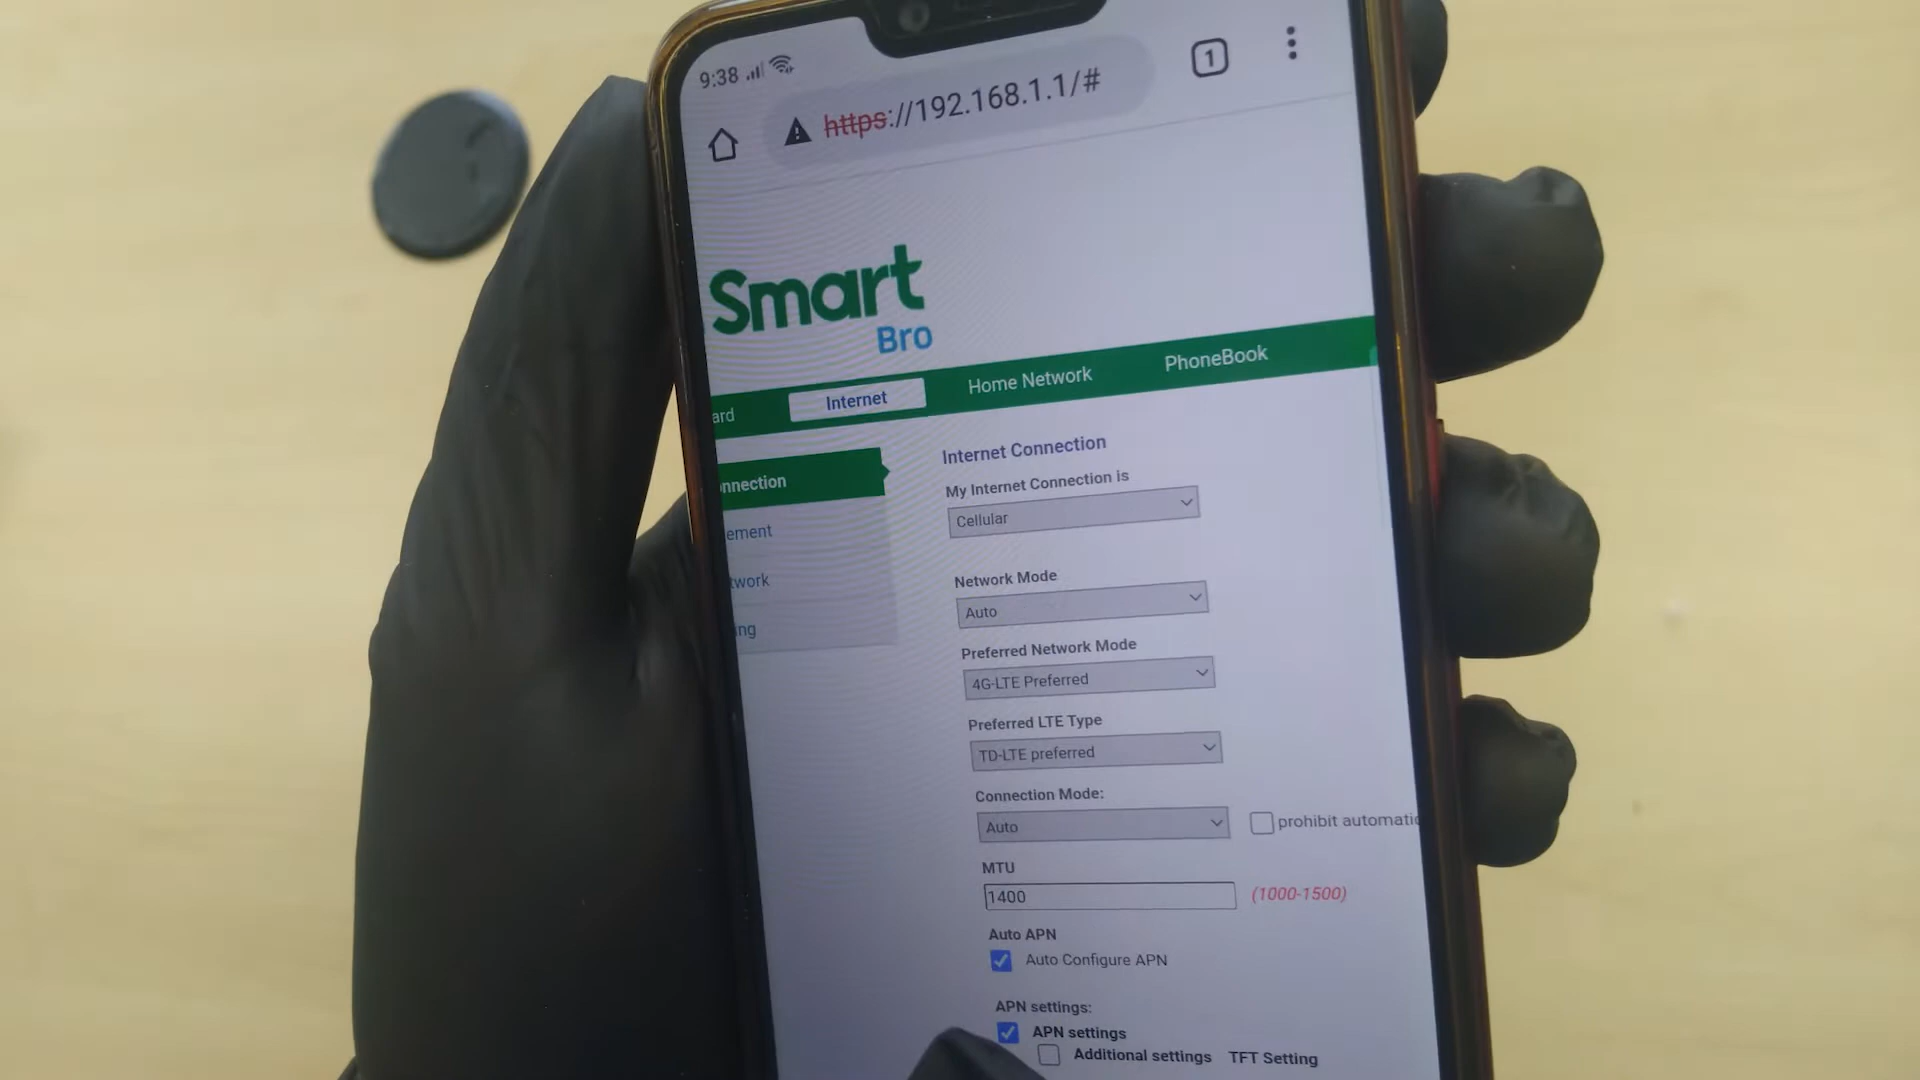 9:38
https://192.168.1.1/#
1
Smart
Bro
ard
Internet
Home Network
PhoneBook
nnection
ement
twork
ing
Internet Connection
My Internet Connection is
Cellular
Network Mode
Auto
Preferred Network Mode
4G-LTE Preferred
Preferred LTE Type
TD-LTE preferred
Connection Mode:
Auto
prohibit automatic
MTU
1400 (1000-1500)
Auto APN
Auto Configure APN
APN settings:
APN settings
Additional settings TFT Setting